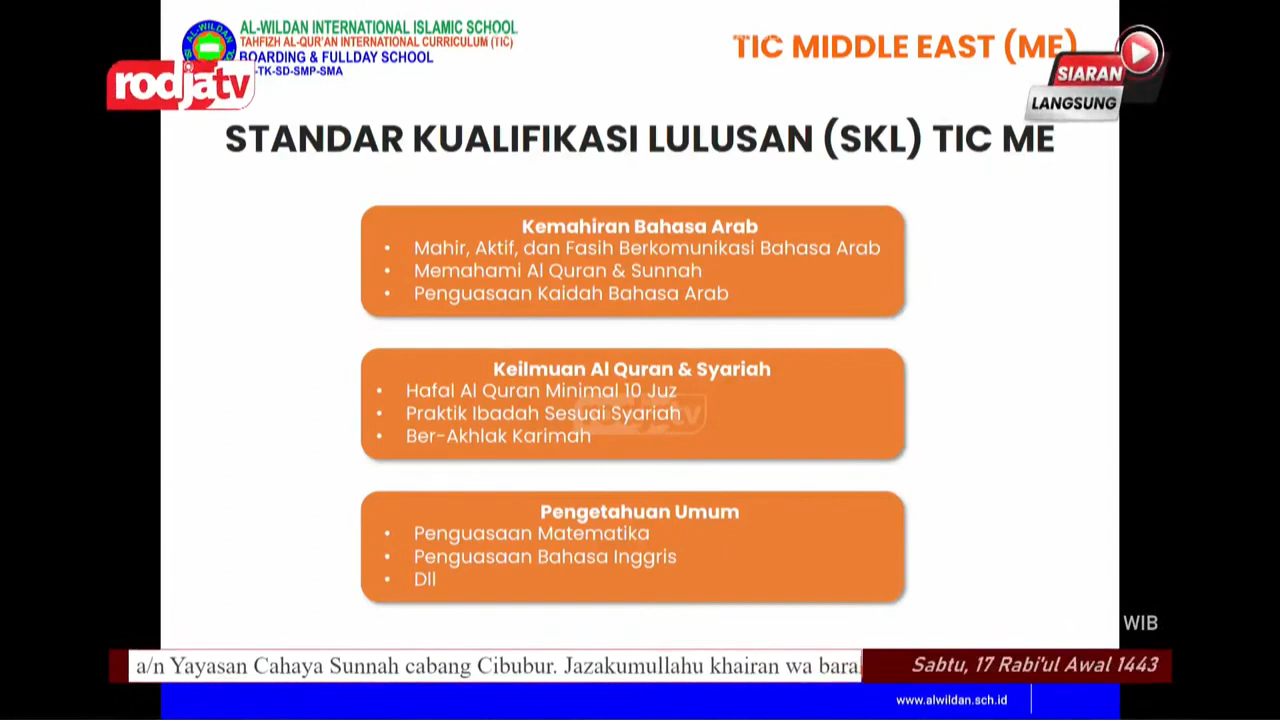 AL-WILDAN INTERNATIONAL ISLAMIC SCHOOL
TAHFIZH AL-QUR'AN INTERNATIONAL CURRICULUM (TIC)
BOARDING & FULLDAY SCHOOL
-TK-SD-SMP-SMA
rodjatv
TIC MIDDLE EAST (ME)
SIARAN
LANGSUNG
STANDAR KUALIFIKASI LULUSAN (SKL) TIC ME
Kemahiran Bahasa Arab
• Mahir, Aktif, dan Fasih Berkomunikasi Bahasa Arab
• Memahami Al Quran & Sunnah
• Penguasaan Kaidah Bahasa Arab
Keilmuan Al Quran & Syariah
• Hafal Al Quran Minimal 10 Juz
• Praktik Ibadah Sesuai Syariah
• Ber-Akhlak Karimah
rodjatv
Pengetahuan Umum
• Penguasaan Matematika
• Penguasaan Bahasa Inggris
• Dll
WIB
a/n Yayasan Cahaya Sunnah cabang Cibubur. Jazakumullahu khairan wa bara
Sabtu, 17 Rabi'ul Awal 1443
www.alwildan.sch.id